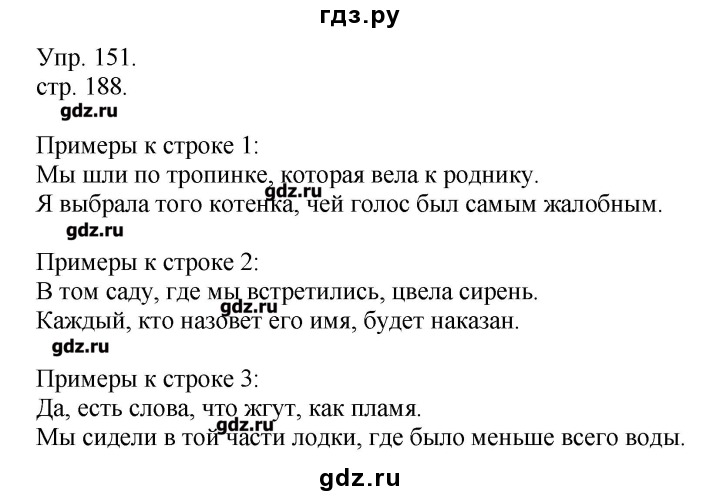 гдз.ру
Упр. 151.
стр. 188.
gdz.ru
Примеры к строке 1:
Мы шли по тропинке, которая вела к роднику.
gdz.ru
Я выбрала того котенка, чей голос был самым жалобным.
gdz.ru
Примеры к строке 2:
В том саду, где мы встретились, цвела сирень.
gdz.ru
Каждый, кто назовет его имя, будет наказан.
gdz.ru
Примеры к строке 3:
Да, есть слова, что жгут, как пламя.
gdz.ru
Мы сидели в той части лодки, где было меньше всего воды.
gdz.ru